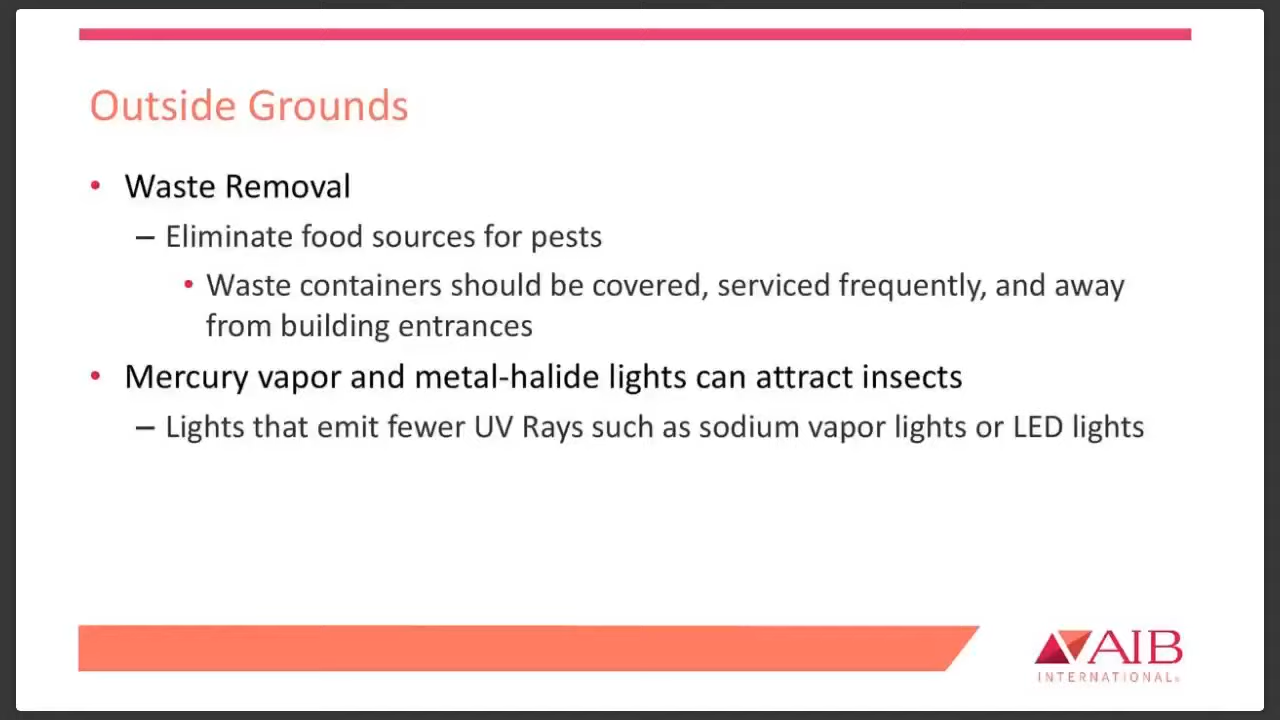 Outside Grounds
• Waste Removal
– Eliminate food sources for pests
• Waste containers should be covered, serviced frequently, and away
from building entrances
• Mercury vapor and metal-halide lights can attract insects
– Lights that emit fewer UV Rays such as sodium vapor lights or LED lights
AIB
INTERNATIONAL